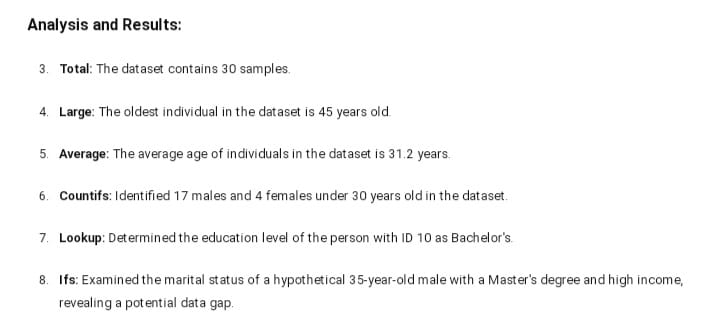 Analysis and Results:
3. Total: The dataset contains 30 samples.
4. Large: The oldest individual in the dataset is 45 years old.
5. Average: The average age of individuals in the dataset is 31.2 years.
6. Countifs: Identified 17 males and 4 females under 30 years old in the dataset.
7. Lookup: Determined the education level of the person with ID 10 as Bachelor's.
8. Ifs: Examined the marital status of a hypothetical 35-year-old male with a Master's degree and high income,
revealing a potential data gap.